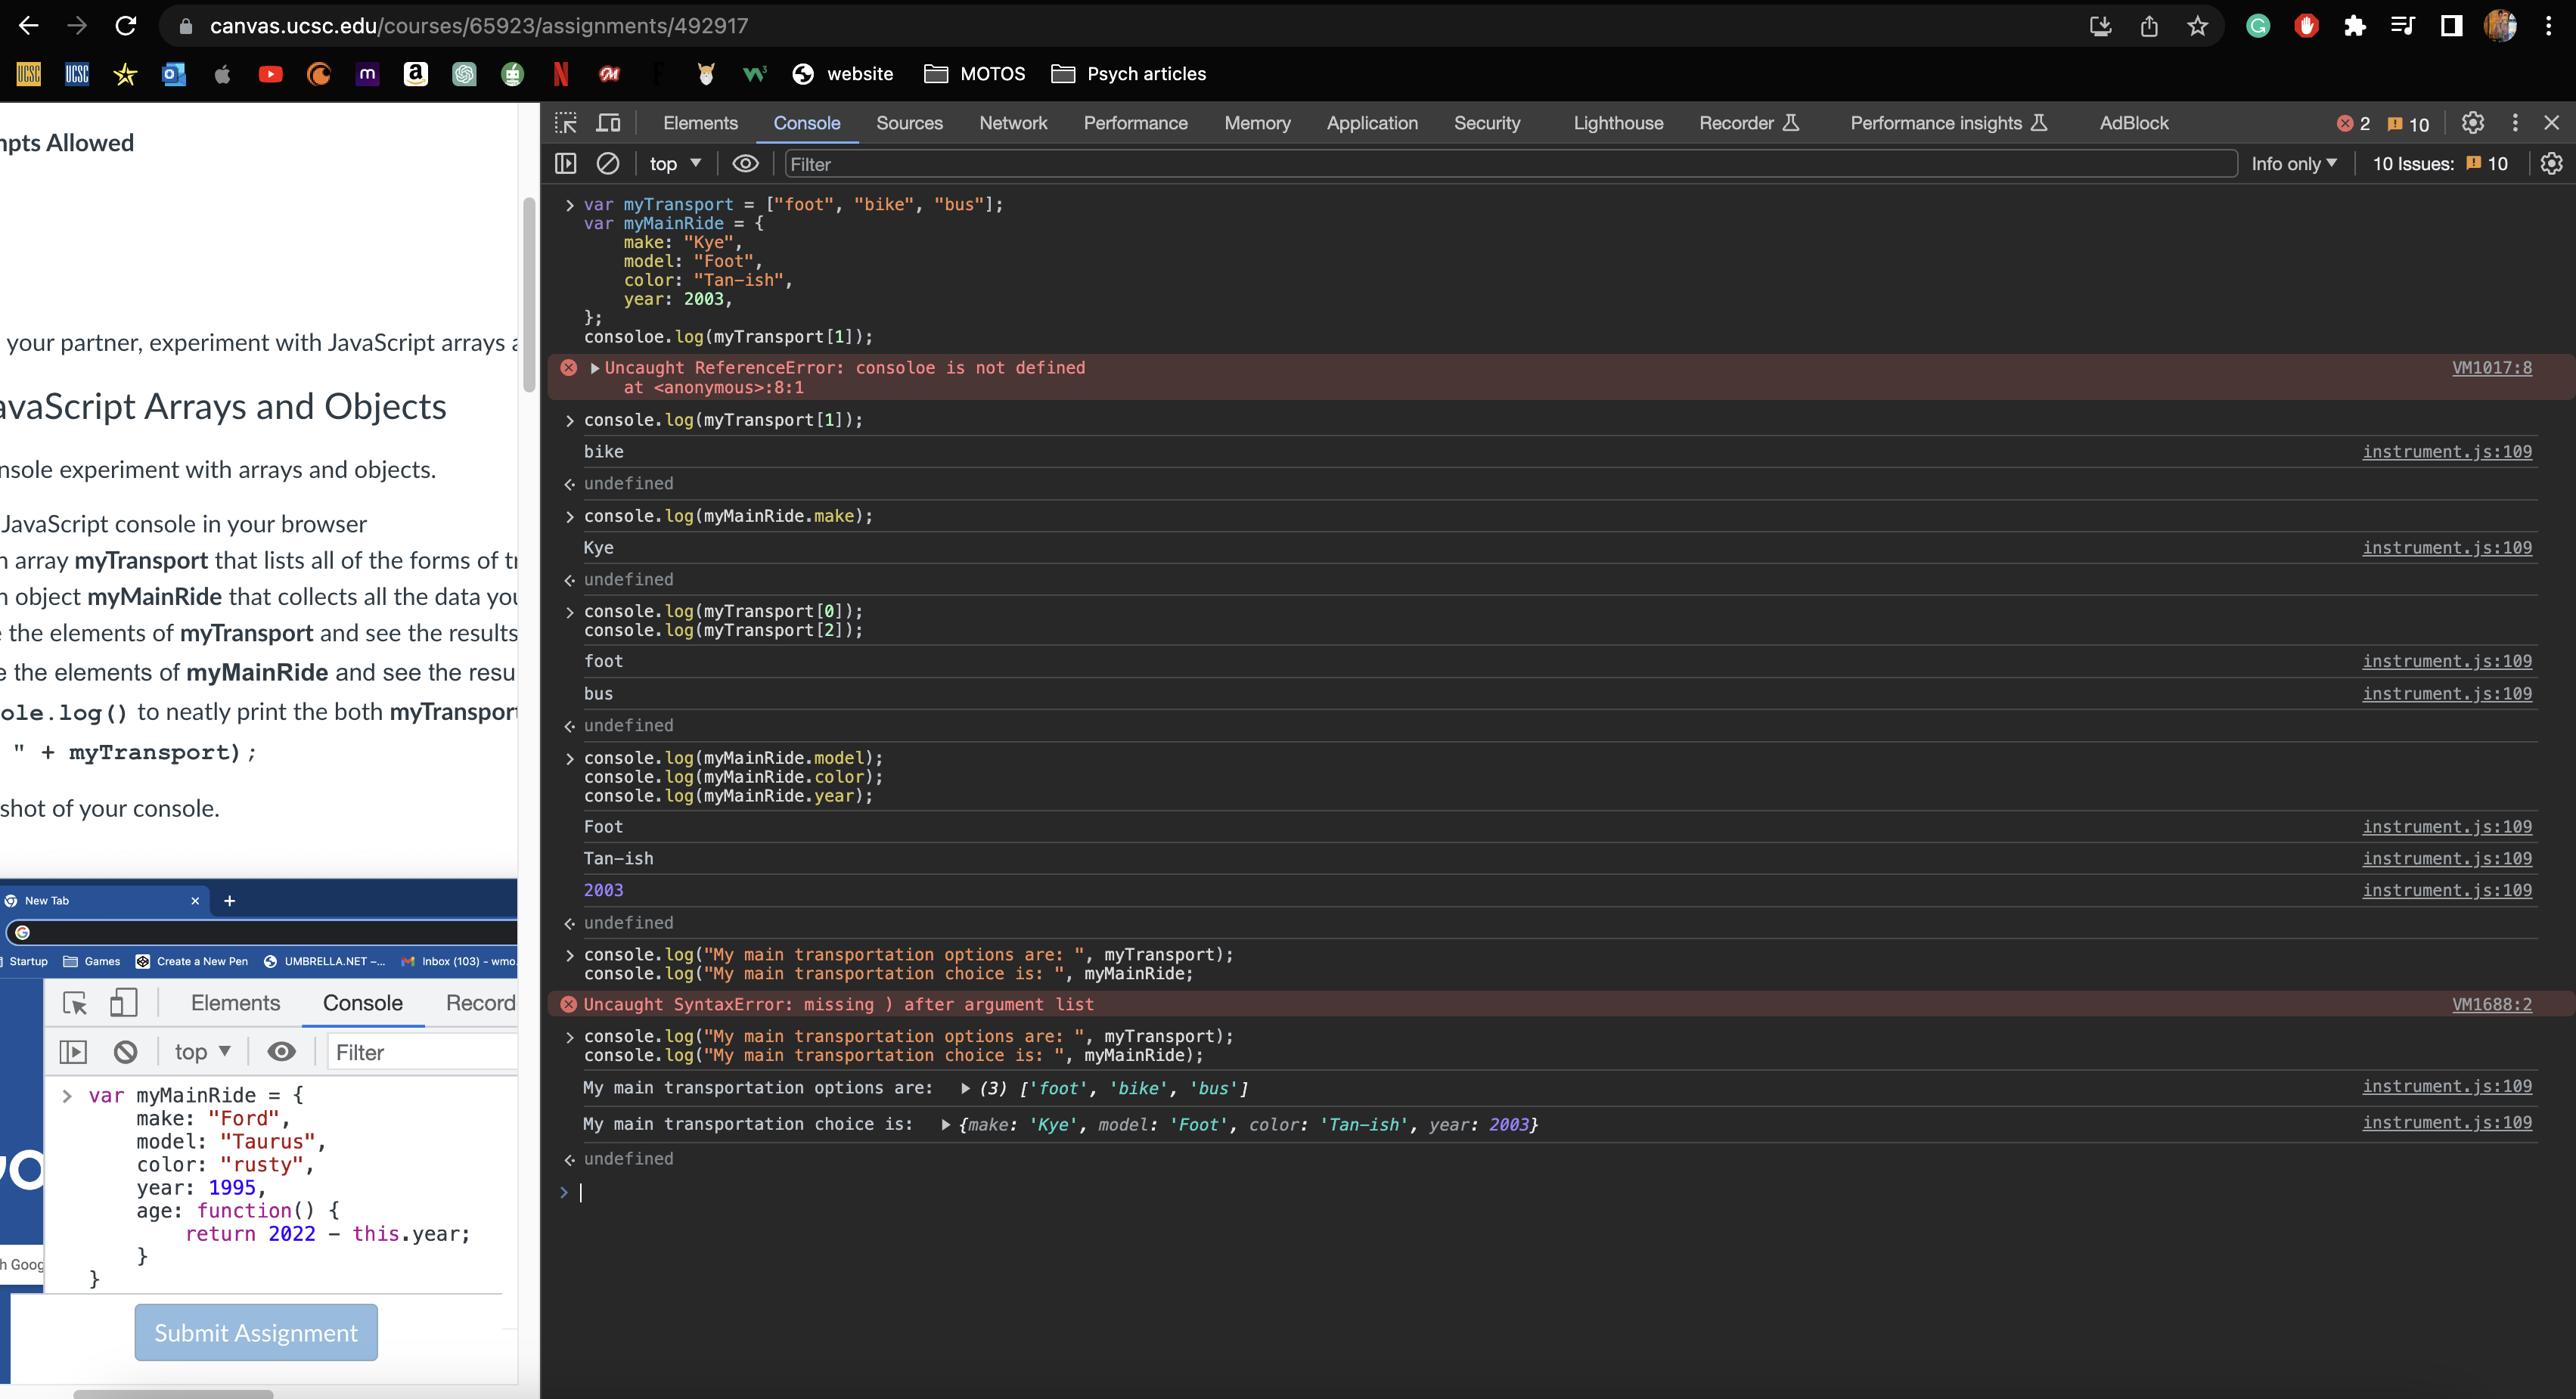 canvas.ucsc.edu/courses/65923/assignments/492917
website
MOTOS
Psych articles
mpts Allowed
your partner, experiment with JavaScript arrays a
avaScript Arrays and Objects
nsole experiment with arrays and objects.
JavaScript console in your browser
n array myTransport that lists all of the forms of tr
n object myMainRide that collects all the data you
e the elements of myTransport and see the results
e the elements of myMainRide and see the resu
ole.log() to neatly print the both myTransport
" + myTransport);
shot of your console.
New Tab
Startup Games Create a New Pen UMBRELLA.NET –... Inbox (103) - wmo.
Elements Console Record
top Filter
> var myMainRide = {
make: "Ford",
model: "Taurus",
color: "rusty",
year: 1995,
age: function() {
return 2022 - this.year;
}
}
h Goog
Submit Assignment
Elements Console Sources Network Performance Memory Application Security Lighthouse Recorder Performance insights AdBlock 2 10
top Filter Info only 10 Issues: 10
> var myTransport = ["foot", "bike", "bus"];
var myMainRide = {
make: "Kye",
model: "Foot",
color: "Tan-ish",
year: 2003,
};
consoloe.log(myTransport[1]);
Uncaught ReferenceError: consoloe is not defined VM1017:8
at <anonymous>:8:1
> console.log(myTransport[1]);
bike instrument.js:109
undefined
> console.log(myMainRide.make);
Kye instrument.js:109
undefined
> console.log(myTransport[0]);
console.log(myTransport[2]);
foot instrument.js:109
bus instrument.js:109
undefined
> console.log(myMainRide.model);
console.log(myMainRide.color);
console.log(myMainRide.year);
Foot instrument.js:109
Tan-ish instrument.js:109
2003 instrument.js:109
undefined
> console.log("My main transportation options are: ", myTransport);
console.log("My main transportation choice is: ", myMainRide;
Uncaught SyntaxError: missing ) after argument list VM1688:2
> console.log("My main transportation options are: ", myTransport);
console.log("My main transportation choice is: ", myMainRide);
My main transportation options are: (3) ['foot', 'bike', 'bus'] instrument.js:109
My main transportation choice is: {make: 'Kye', model: 'Foot', color: 'Tan-ish', year: 2003} instrument.js:109
undefined
>